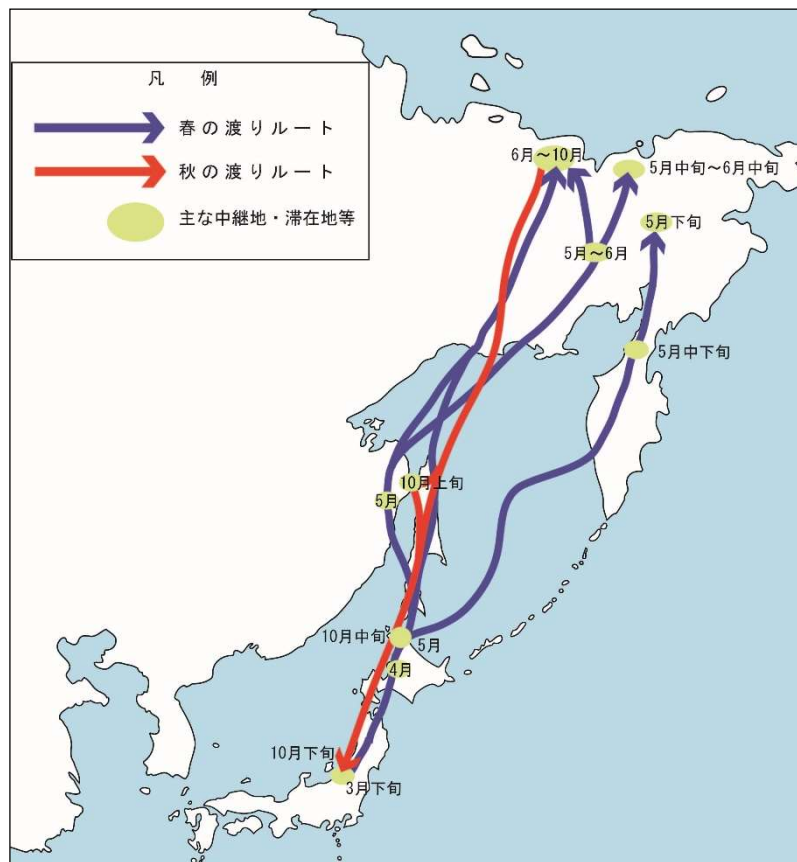 凡 例
春の渡りルート
秋の渡りルート
主な中継地・滞在地等
6月～10月
5月中旬～6月中旬
5月下旬
5月～6月
5月中下旬
10月上旬
5月
10月中旬
5月
4月
10月下旬
3月下旬